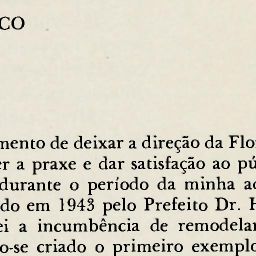 CO
mento de deixar a direção da Flo
er a praxe e dar satisfação ao pú
durante o período da minha ad
do em 1943 pelo Prefeito Dr. H
ei a incumbência de remodelar
o-se criado o primeiro exemplo